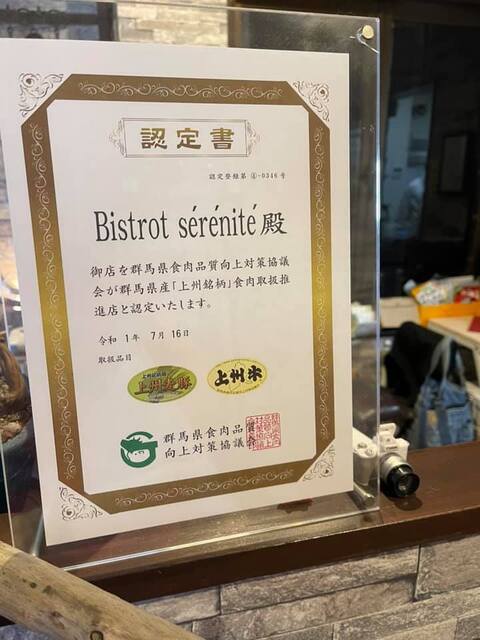 認定書
認定登録第 ④-0346 号
Bistrot sérénité 殿
御店を群馬県食肉品質向上対策協議
会が群馬県産「上州銘柄」食肉取扱推
進店と認定いたします。
令和 1年 7月 16日
取扱品目
上州麦豚
上州牛
群馬県食肉品質
向上対策協議会